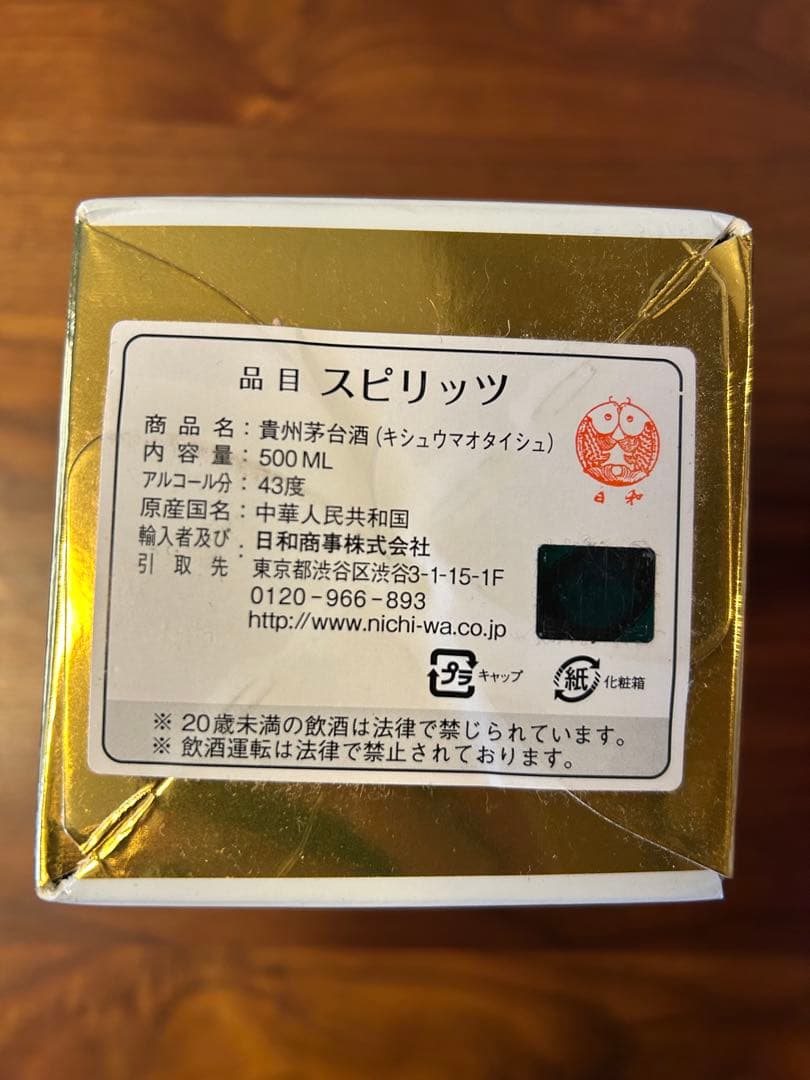 品目 スピリッツ
商品名：貴州茅台酒（キシュウマオタイシュ）
内容量：500ML
アルコール分：43度
原産国名：中華人民共和国
輸入者及び引取先：日和商事株式会社
東京都渋谷区渋谷3-1-15-1F
0120-966-893
http://www.nichi-wa.co.jp
日和
プラ キャップ
紙 化粧箱
※ 20歳未満の飲酒は法律で禁じられています。
※ 飲酒運転は法律で禁止されております。